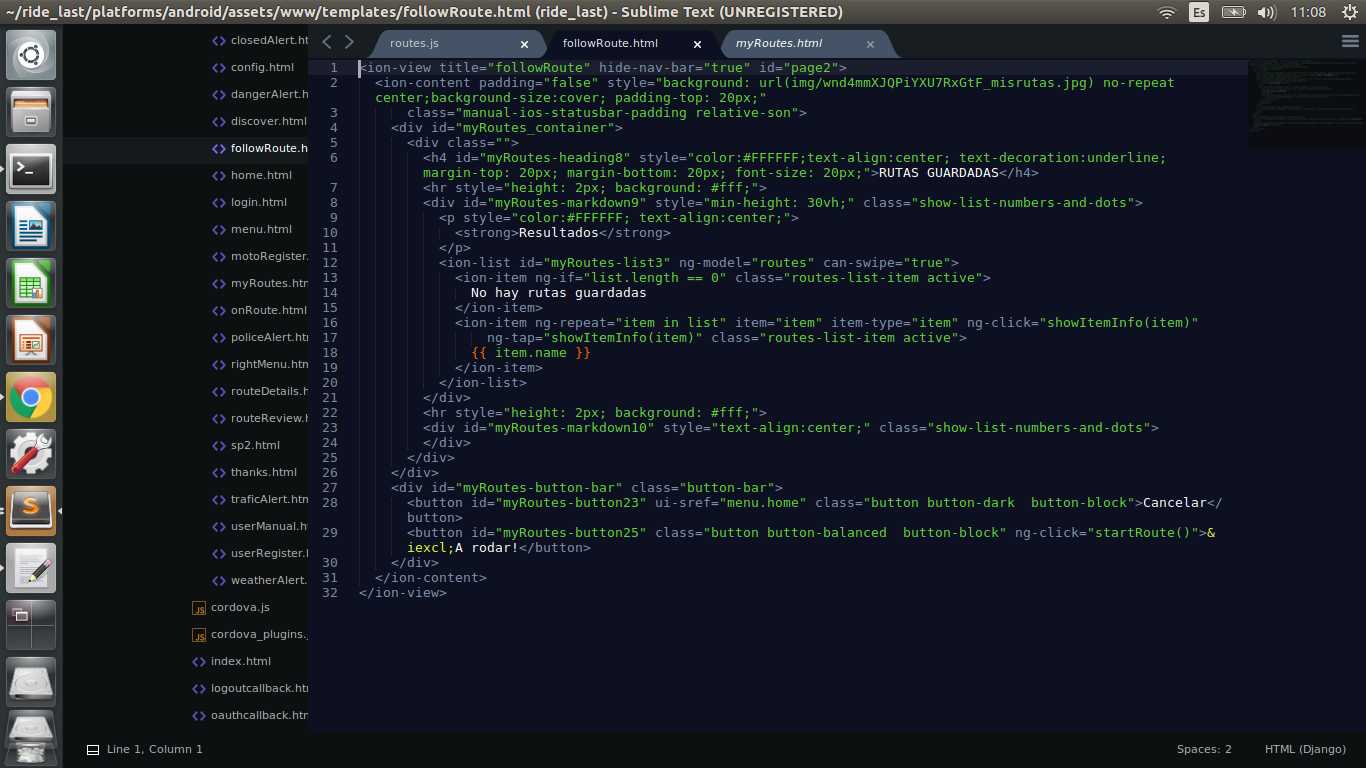 ~/ride_last/platforms/android/assets/www/templates/followRoute.html (ride_last) - Sublime Text (UNREGISTERED)
Es
11:08
closedAlert.ht
config.html
dangerAlert.h
discover.html
followRoute.h
home.html
login.html
menu.html
motoRegister.
myRoutes.htm
onRoute.html
policeAlert.htm
rightMenu.htm
routeDetails.h
routeReview.h
sp2.html
thanks.html
traficAlert.htm
userManual.h
userRegister.l
weatherAlert.
cordova.js
cordova_plugins.j
index.html
logoutcallback.htm
oauthcallback.htm
routes.js
followRoute.html
myRoutes.html
1 <ion-view title="followRoute" hide-nav-bar="true" id="page2">
2 <ion-content padding="false" style="background: url(img/wnd4mmXJQPiYXU7RxGtF_misrutas.jpg) no-repeat
center;background-size:cover; padding-top: 20px;"
3 class="manual-ios-statusbar-padding relative-son">
4 <div id="myRoutes_container">
5 <div class="">
6 <h4 id="myRoutes-heading8" style="color:#FFFFFF;text-align:center; text-decoration:underline;
margin-top: 20px; margin-bottom: 20px; font-size: 20px;">RUTAS GUARDADAS</h4>
7 <hr style="height: 2px; background: #fff;">
8 <div id="myRoutes-markdown9" style="min-height: 30vh;" class="show-list-numbers-and-dots">
9 <p style="color:#FFFFFF; text-align:center;">
10 <strong>Resultados</strong>
11 </p>
12 <ion-list id="myRoutes-list3" ng-model="routes" can-swipe="true">
13 <ion-item ng-if="list.length == 0" class="routes-list-item active">
14 No hay rutas guardadas
15 </ion-item>
16 <ion-item ng-repeat="item in list" item="item" item-type="item" ng-click="showItemInfo(item)"
17 ng-tap="showItemInfo(item)" class="routes-list-item active">
18 {{ item.name }}
19 </ion-item>
20 </ion-list>
21 </div>
22 <hr style="height: 2px; background: #fff;">
23 <div id="myRoutes-markdown10" style="text-align:center;" class="show-list-numbers-and-dots">
24 </div>
25 </div>
26 </div>
27 <div id="myRoutes-button-bar" class="button-bar">
28 <button id="myRoutes-button23" ui-sref="menu.home" class="button button-dark  button-block">Cancelar</
button>
29 <button id="myRoutes-button25" class="button button-balanced  button-block" ng-click="startRoute()">&
iexcl;A rodar!</button>
30 </div>
31 </ion-content>
32 </ion-view>
Line 1, Column 1
Spaces: 2
HTML (Django)